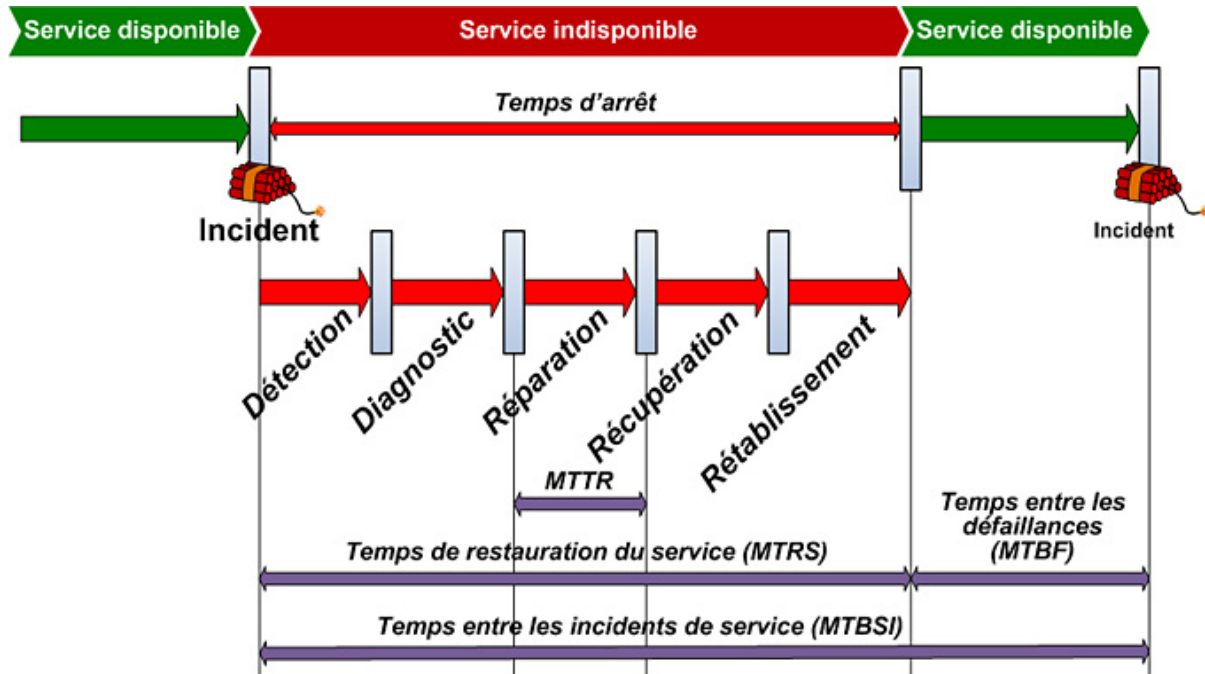 Service disponible
Service indisponible
Service disponible
Temps d'arrêt
Incident
Incident
Détection
Diagnostic
Réparation
Récupération
Rétablissement
MTTR
Temps entre les
défaillances
(MTBF)
Temps de restauration du service (MTRS)
Temps entre les incidents de service (MTBSI)